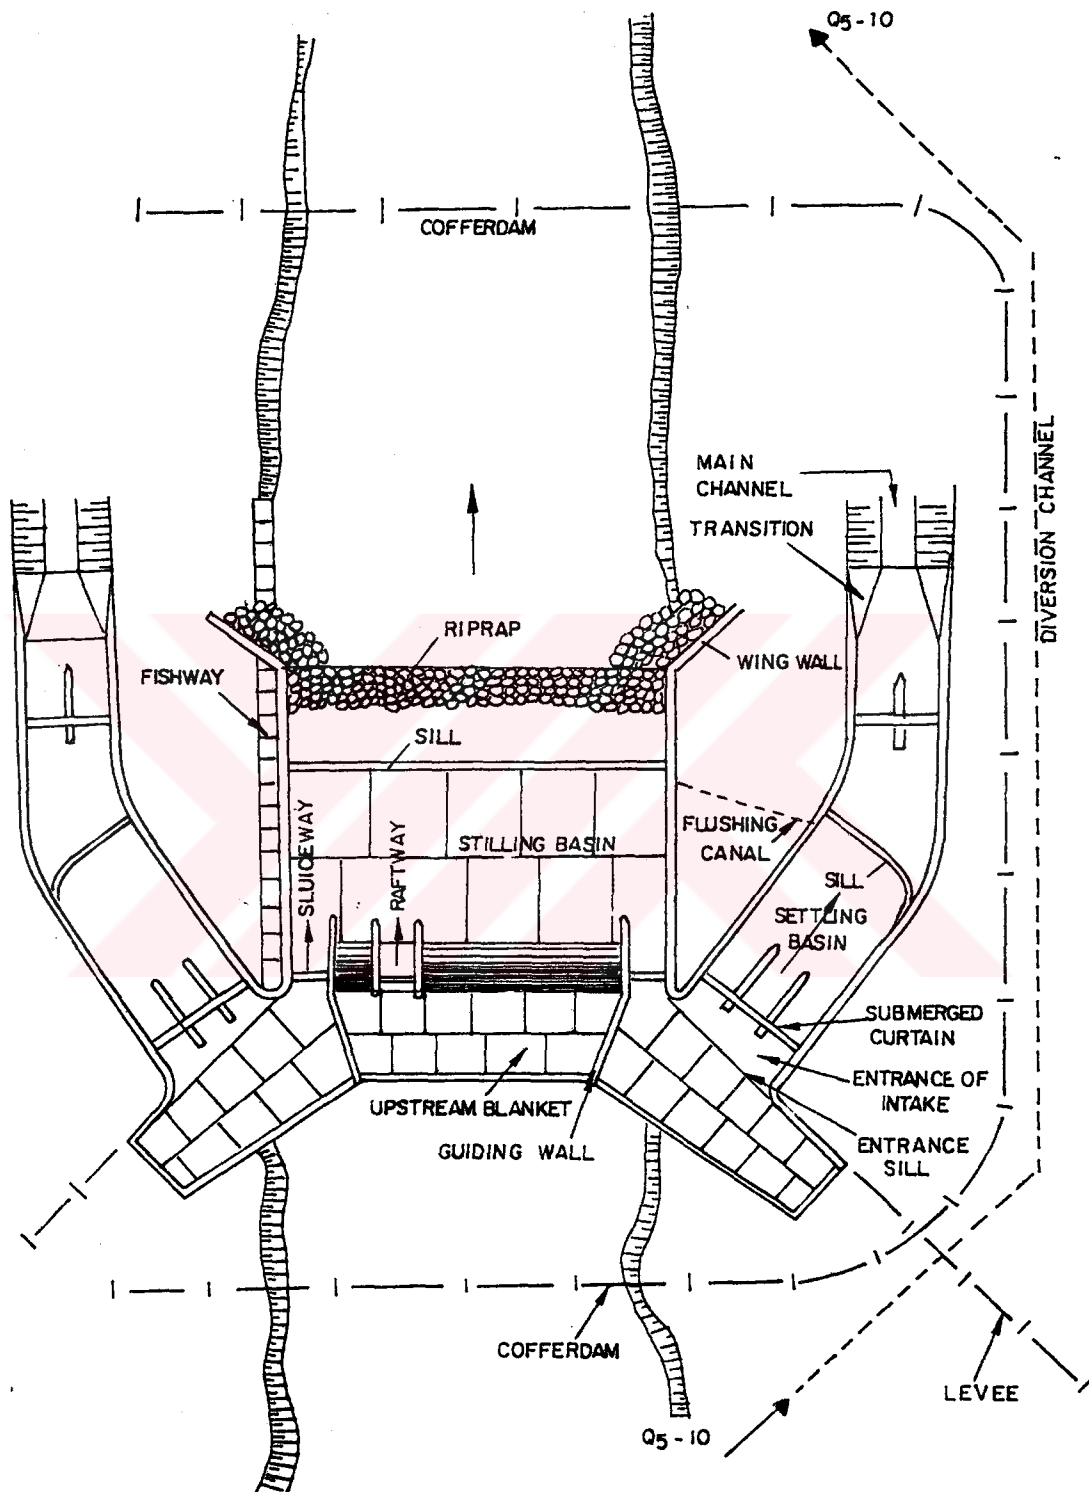 Q5-10
COFFERDAM
MAIN
CHANNEL
TRANSITION
DIVERSION CHANNEL
RIPRAP
WING WALL
FISHWAY
SILL
FLUSHING
CANAL
STILLING BASIN
SLUICEWAY
RAFTWAY
SILL
SETTLING
BASIN
SUBMERGED
CURTAIN
ENTRANCE OF
INTAKE
UPSTREAM BLANKET
GUIDING WALL
ENTRANCE
SILL
COFFERDAM
LEVEE
Q5-10